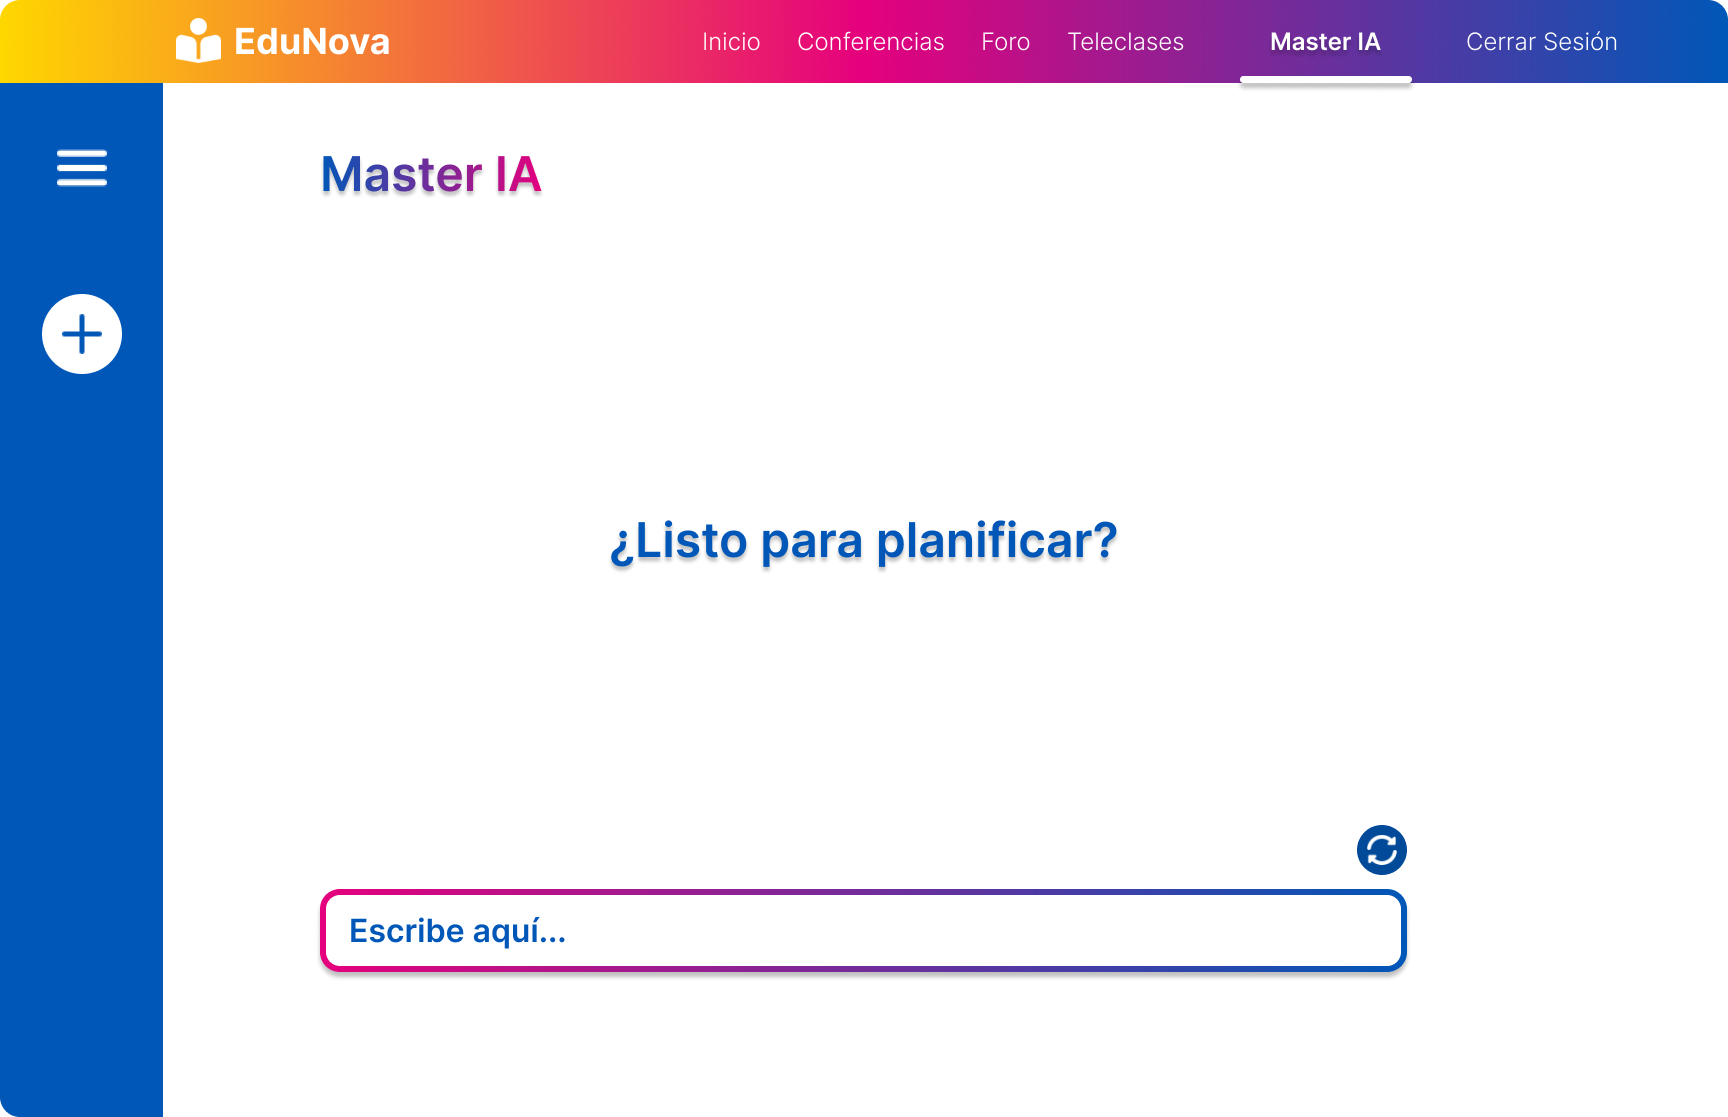 EduNova
Inicio Conferencias Foro Teleclases Master IA Cerrar Sesión
Master IA
¿Listo para planificar?
Escribe aquí...